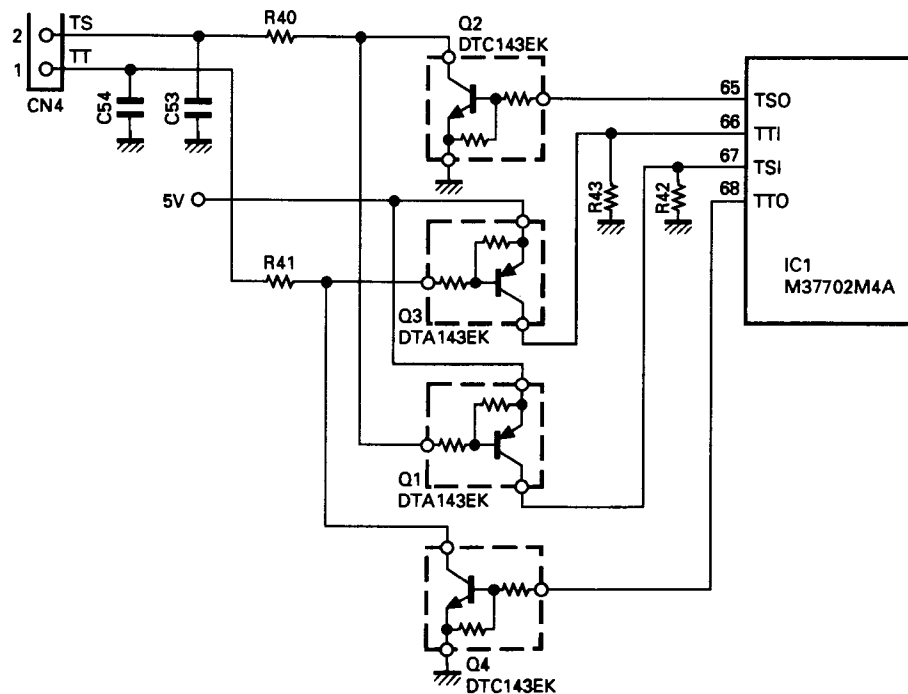 TS
R40
Q2
DTC143EK
2
TT
1
CN4
C54
C53
65
TSO
66
TTI
67
TSI
68
TTO
R43
R42
5V
R41
IC1
M37702M4A
Q3
DTA143EK
Q1
DTA143EK
Q4
DTC143EK